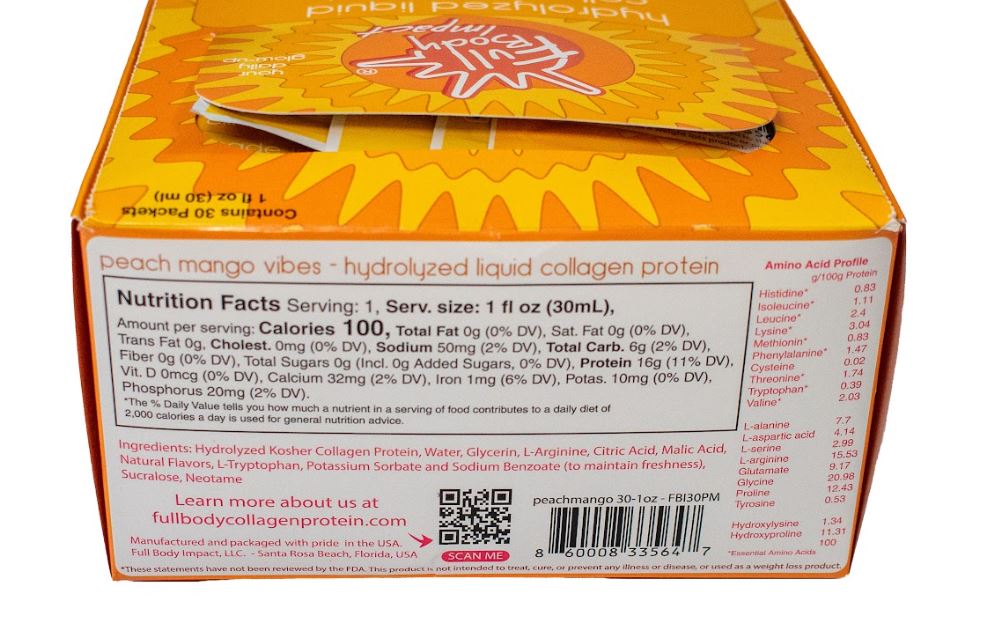 hydrolyzed liquid
Full
Body
Impact
®
your
daily
glow-up
Contains 30 Packets
1 fl oz (30 ml)
peach mango vibes - hydrolyzed liquid collagen protein
Nutrition Facts Serving: 1, Serv. size: 1 fl oz (30mL),
Amount per serving: Calories 100, Total Fat 0g (0% DV), Sat. Fat 0g (0% DV),
Trans Fat 0g, Cholest. 0mg (0% DV), Sodium 50mg (2% DV), Total Carb. 6g (2% DV),
Fiber 0g (0% DV), Total Sugars 0g (Incl. 0g Added Sugars, 0% DV), Protein 16g (11% DV),
Vit. D 0mcg (0% DV), Calcium 32mg (2% DV), Iron 1mg (6% DV), Potas. 10mg (0% DV),
Phosphorus 20mg (2% DV).
*The % Daily Value tells you how much a nutrient in a serving of food contributes to a daily diet of
2,000 calories a day is used for general nutrition advice.
Ingredients: Hydrolyzed Kosher Collagen Protein, Water, Glycerin, L-Arginine, Citric Acid, Malic Acid,
Natural Flavors, L-Tryptophan, Potassium Sorbate and Sodium Benzoate (to maintain freshness),
Sucralose, Neotame
Learn more about us at
fullbodycollagenprotein.com
Manufactured and packaged with pride in the USA.
Full Body Impact, LLC. - Santa Rosa Beach, Florida, USA
SCAN ME
peachmango 30-1oz - FBI30PM
8 60008 33564 7
Amino Acid Profile
g/100g Protein
Histidine* 0.83
Isoleucine* 1.11
Leucine* 2.4
Lysine* 3.04
Methionin* 0.83
Phenylalanine* 1.47
Cysteine 0.02
Threonine* 1.74
Tryptophan* 0.39
Valine* 2.03
L-alanine 7.7
L-aspartic acid 4.14
L-serine 2.99
L-arginine 15.53
Glutamate 9.17
Glycine 20.98
Proline 12.43
Tyrosine 0.53
Hydroxylysine 1.34
Hydroxyproline 11.31
100
*Essential Amino Acids
*These statements have not been reviewed by the FDA. This product is not intended to treat, cure, or prevent any illness or disease, or used as a weight loss product.